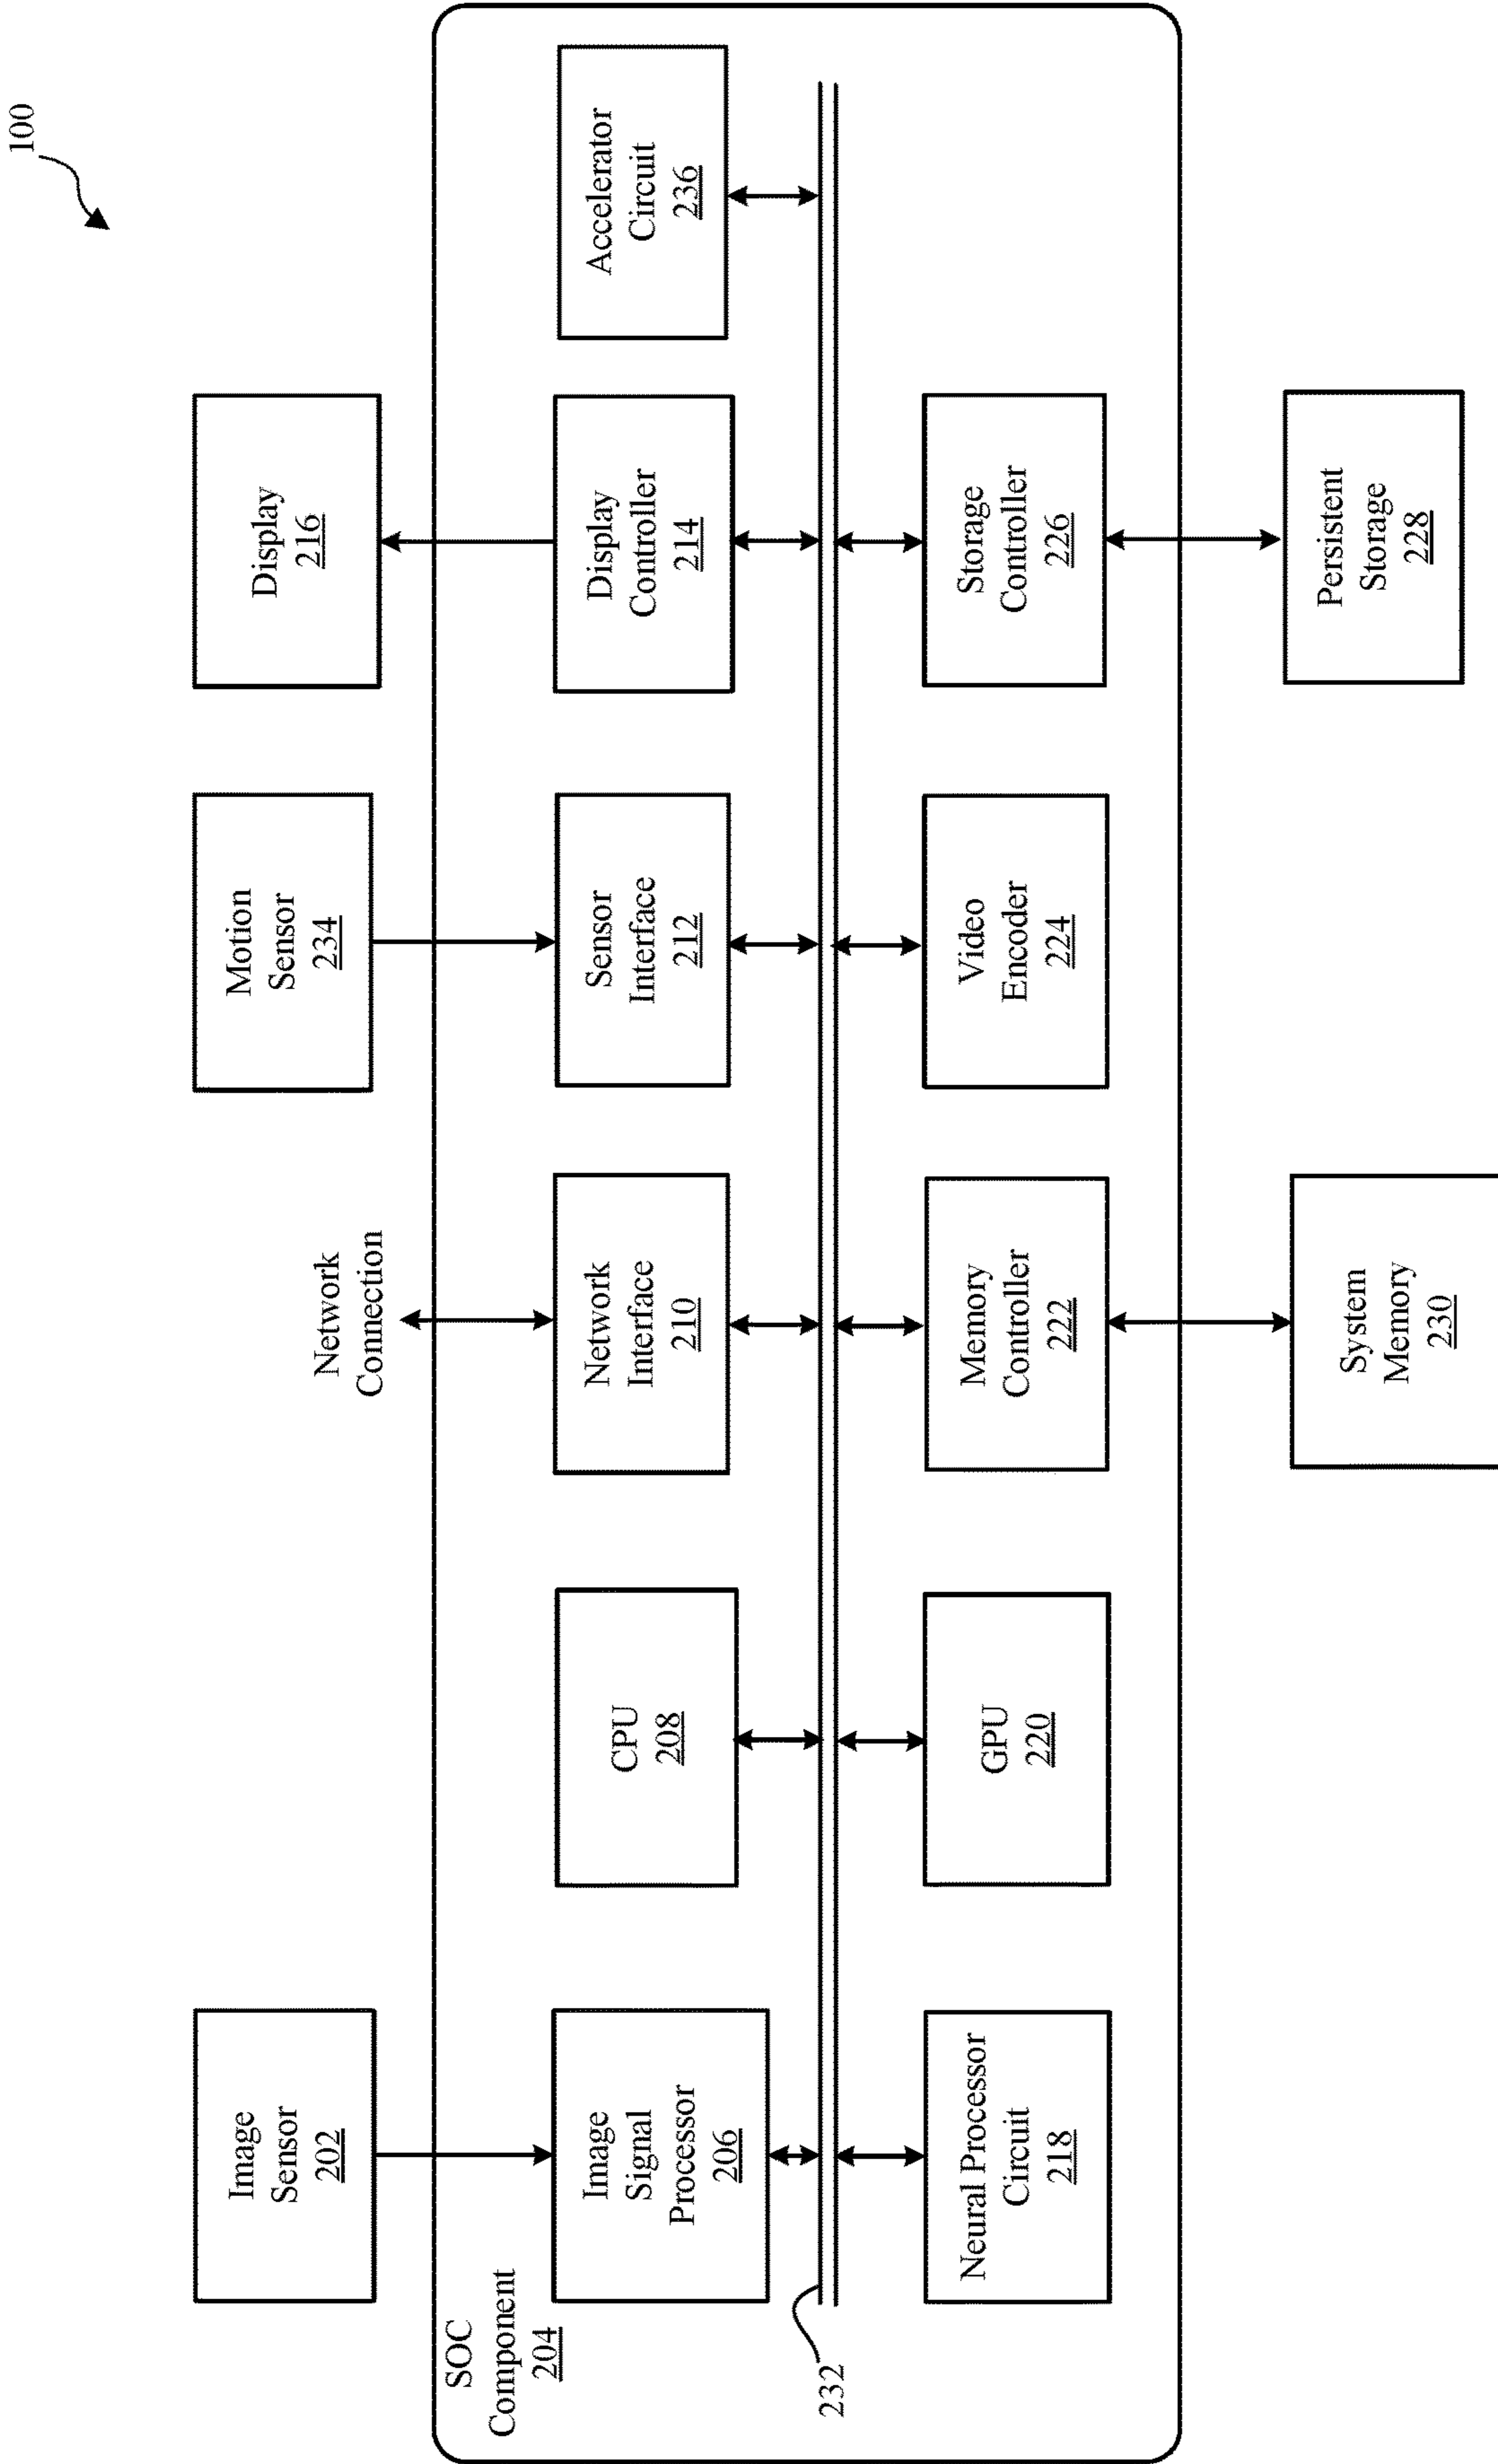 100
Image
Sensor
202
Network
Connection
Motion
Sensor
234
Display
216
SOC
Component
204
Image
Signal
Processor
206
CPU
208
Network
Interface
210
Sensor
Interface
212
Display
Controller
214
Accelerator
Circuit
236
232
Neural Processor
Circuit
218
GPU
220
Memory
Controller
222
Video
Encoder
224
Storage
Controller
226
System
Memory
230
Persistent
Storage
228